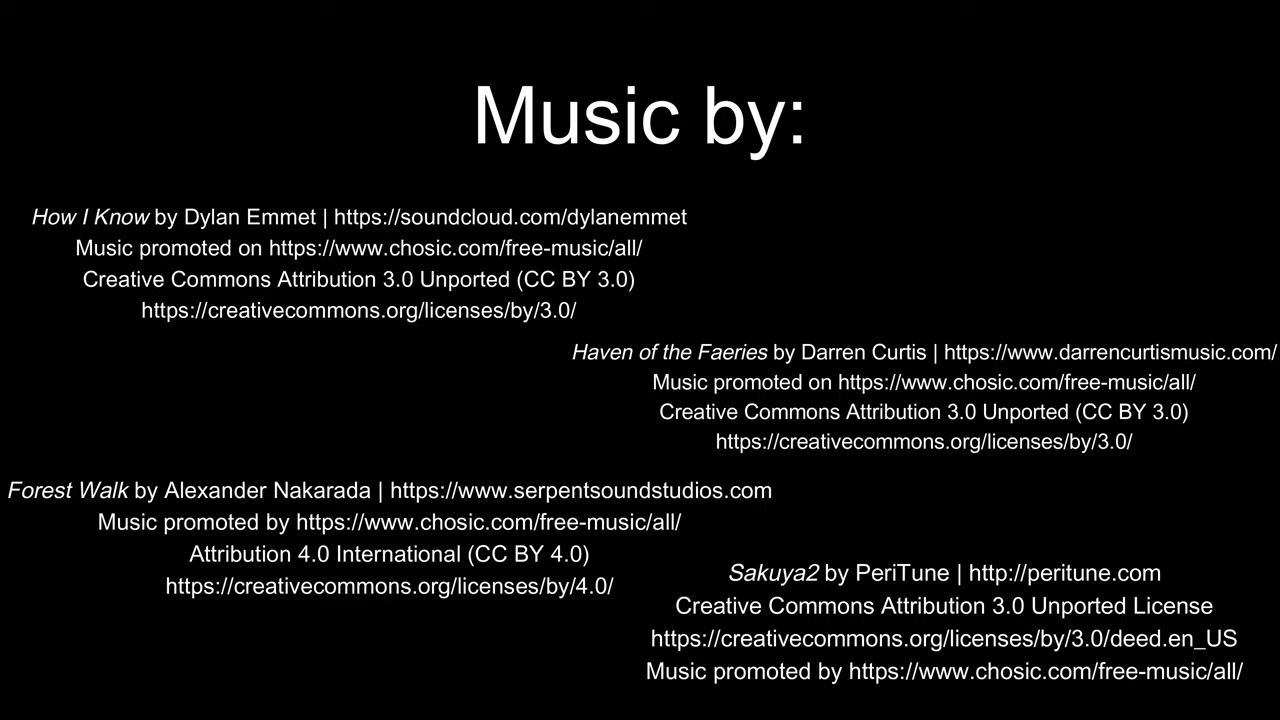 Music by:
How I Know by Dylan Emmet | https://soundcloud.com/dylanemmet
Music promoted on https://www.chosic.com/free-music/all/
Creative Commons Attribution 3.0 Unported (CC BY 3.0)
https://creativecommons.org/licenses/by/3.0/
Haven of the Faeries by Darren Curtis | https://www.darrencurtismusic.com/
Music promoted on https://www.chosic.com/free-music/all/
Creative Commons Attribution 3.0 Unported (CC BY 3.0)
https://creativecommons.org/licenses/by/3.0/
Forest Walk by Alexander Nakarada | https://www.serpentsoundstudios.com
Music promoted by https://www.chosic.com/free-music/all/
Attribution 4.0 International (CC BY 4.0)
https://creativecommons.org/licenses/by/4.0/
Sakuya2 by PeriTune | http://peritune.com
Creative Commons Attribution 3.0 Unported License
https://creativecommons.org/licenses/by/3.0/deed.en_US
Music promoted by https://www.chosic.com/free-music/all/